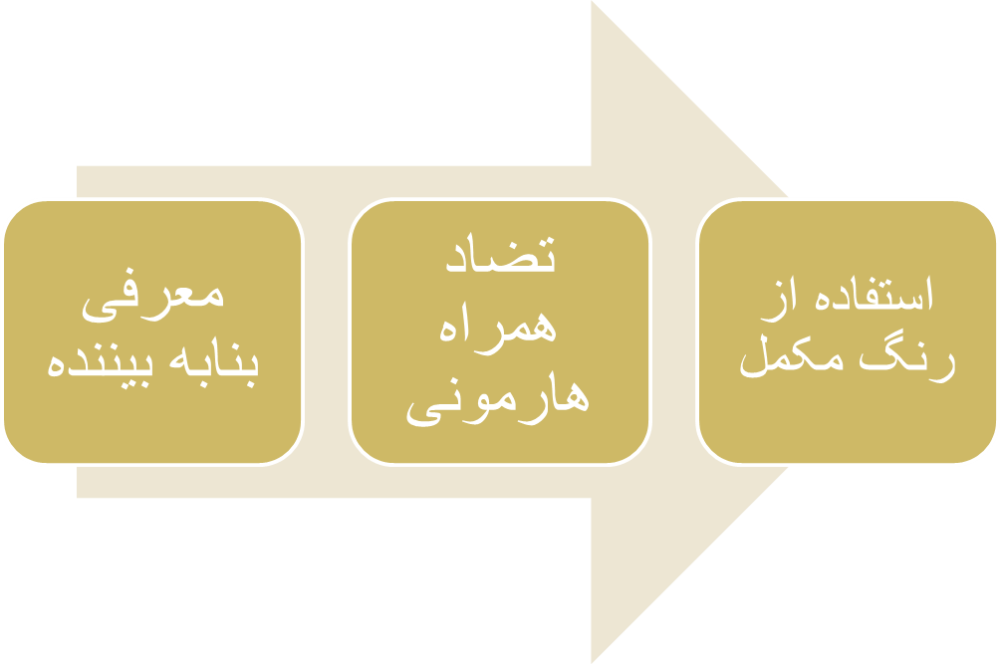 استفاده از
رنگ مکمل
تضاد
همراه
هارمونی
معرفی
بنابه بیننده